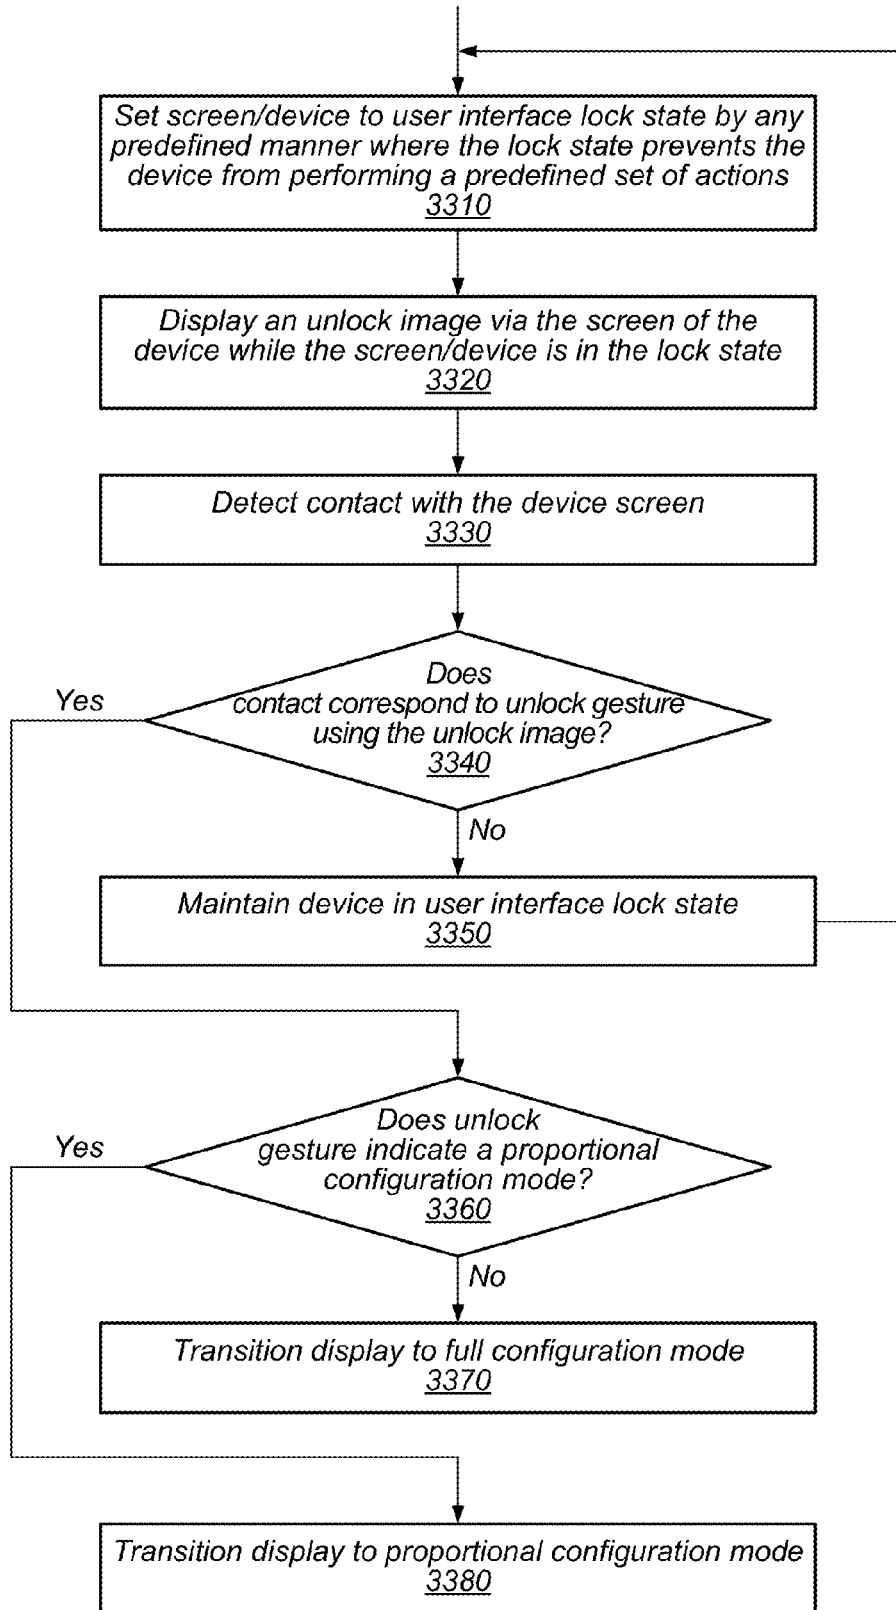 Set screen/device to user interface lock state by any
predefined manner where the lock state prevents the
device from performing a predefined set of actions
3310
Display an unlock image via the screen of the
device while the screen/device is in the lock state
3320
Detect contact with the device screen
3330
Does
contact correspond to unlock gesture
using the unlock image?
3340
Yes
No
Maintain device in user interface lock state
3350
Does unlock
gesture indicate a proportional
configuration mode?
3360
Yes
No
Transition display to full configuration mode
3370
Transition display to proportional configuration mode
3380